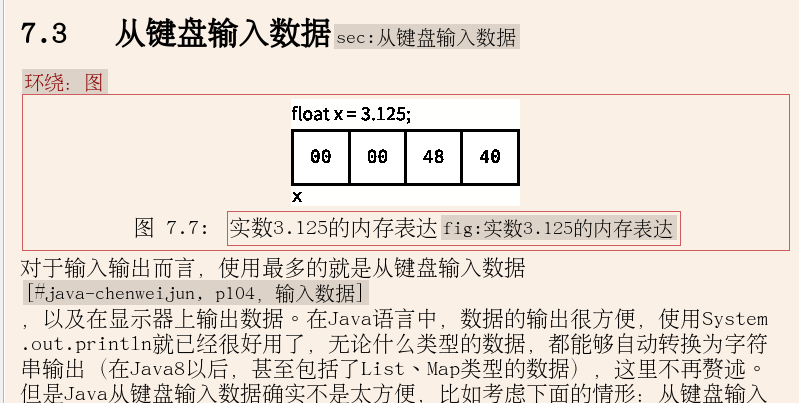 7.3 从键盘输入数据 sec:从键盘输入数据
环绕: 图
float x = 3.125;
00 00 48 40
x
图 7.7: 实数3.125的内存表达 fig:实数3.125的内存表达
对于输入输出而言, 使用最多的就是从键盘输入数据
[#java-chenweijun, p104, 输入数据]
, 以及在显示器上输出数据。在Java语言中, 数据的输出很方便, 使用System
.out.println就已经很好用了, 无论什么类型的数据, 都能够自动转换为字符
串输出 (在Java8以后, 甚至包括了List、Map类型的数据), 这里不再赘述。
但是Java从键盘输入数据确实不是太方便, 比如考虑下面的情形: 从键盘输入